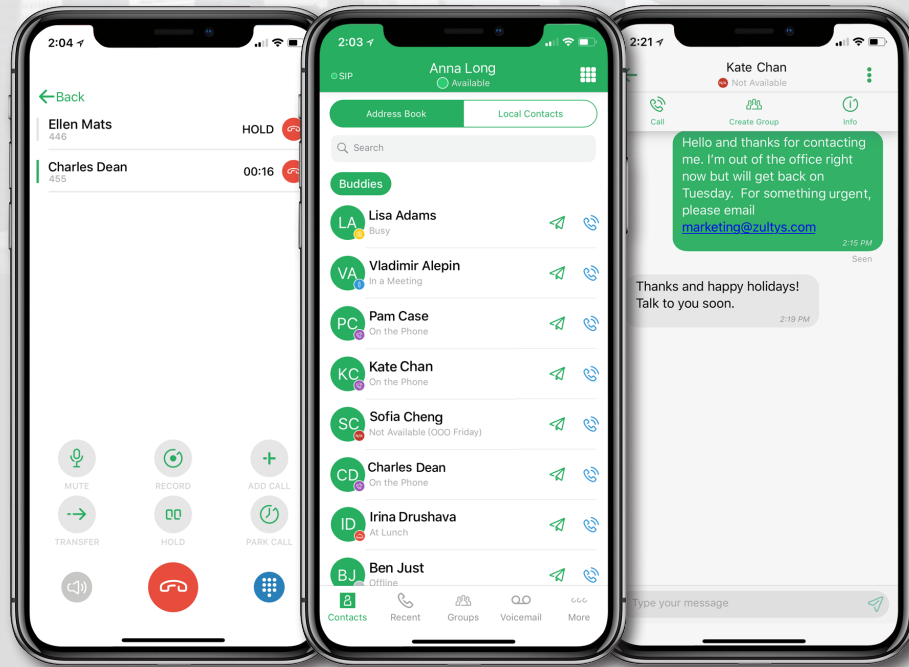 2:04
Back
Ellen Mats
446
HOLD
Charles Dean
455
00:16
MUTE
RECORD
ADD CALL
TRANSFER
HOLD
PARK CALL
2:03
SIP
Anna Long
Available
Address Book
Local Contacts
Search
Buddies
LA
Lisa Adams
Busy
VA
Vladimir Alepin
In a Meeting
PC
Pam Case
On the Phone
KC
Kate Chan
On the Phone
SC
N/A
Sofia Cheng
Not Available (OOO Friday)
CD
Charles Dean
On the Phone
ID
Irina Drushava
At Lunch
BJ
Ben Just
Offline
Contacts
Recent
Groups
Voicemail
More
2:21
Kate Chan
N/A
Not Available
Call
Create Group
Info
Hello and thanks for contacting
me. I'm out of the office right
now but will get back on
Tuesday. For something urgent,
please email
marketing@zultys.com
2:15 PM
Seen
Thanks and happy holidays!
Talk to you soon.
2:19 PM
Type your message